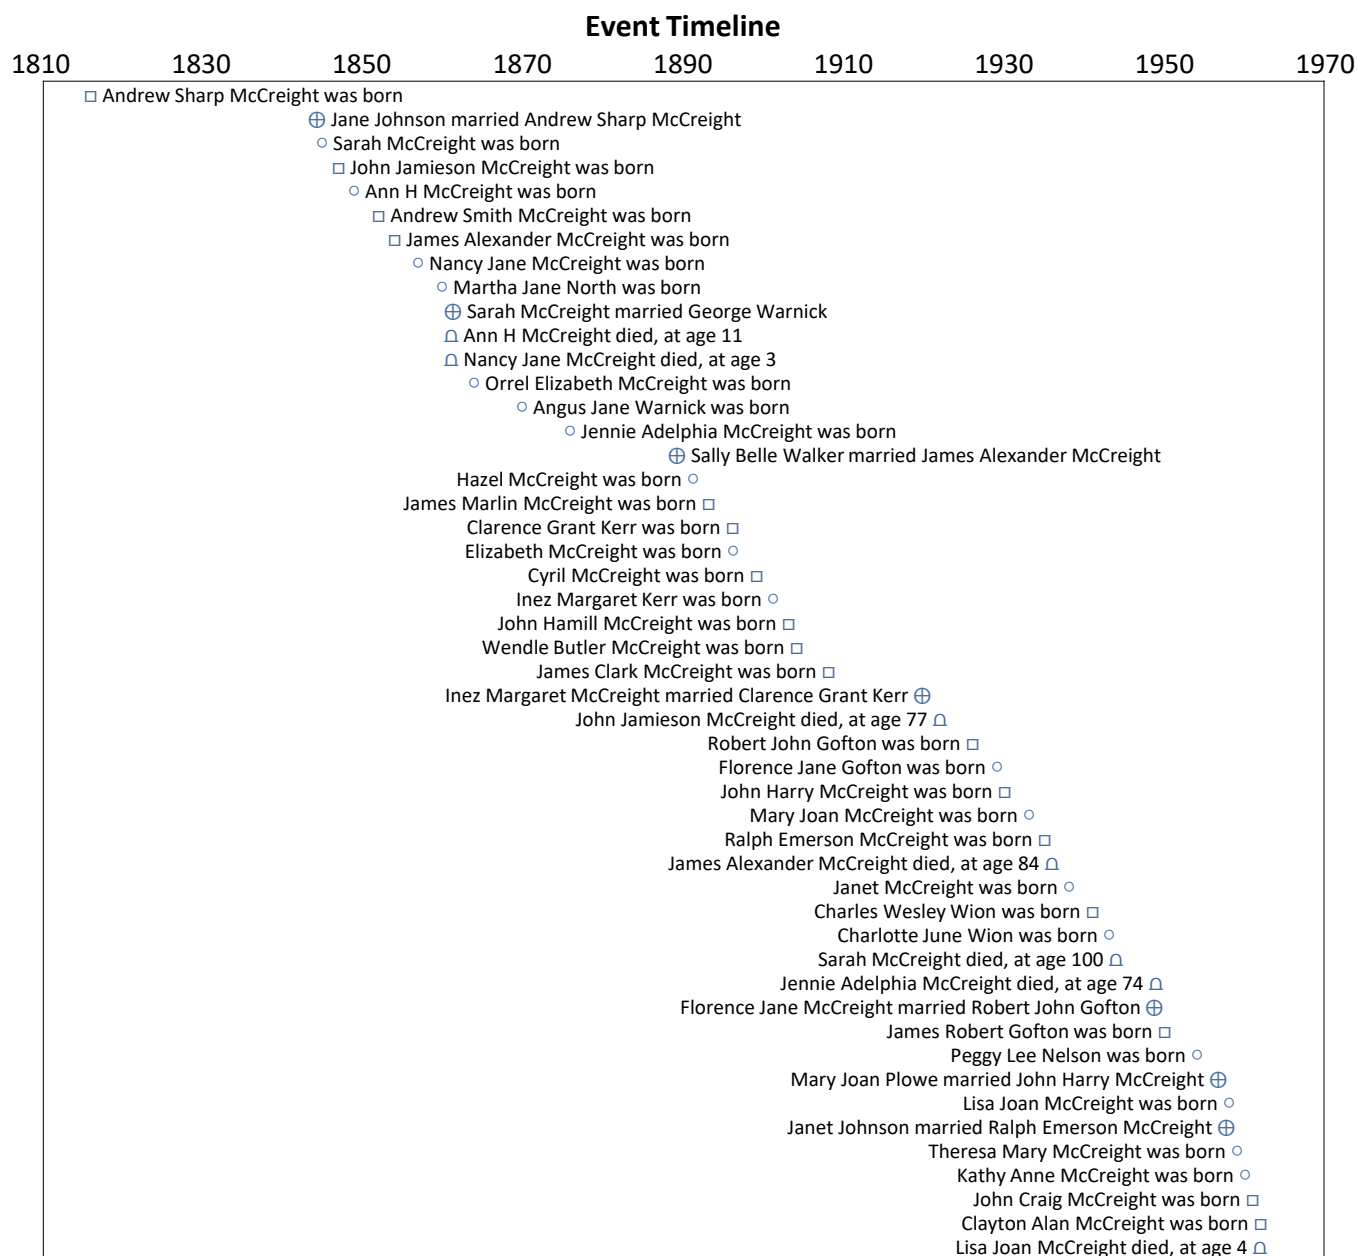 Event Timeline
1810 1830 1850 1870 1890 1910 1930 1950 1970
Andrew Sharp McCreight was born
Jane Johnson married Andrew Sharp McCreight
Sarah McCreight was born
John Jamieson McCreight was born
Ann H McCreight was born
Andrew Smith McCreight was born
James Alexander McCreight was born
Nancy Jane McCreight was born
Martha Jane North was born
Sarah McCreight married George Warnick
Ann H McCreight died, at age 11
Nancy Jane McCreight died, at age 3
Orrel Elizabeth McCreight was born
Angus Jane Warnick was born
Jennie Adelphia McCreight was born
Sally Belle Walker married James Alexander McCreight
Hazel McCreight was born
James Marlin McCreight was born
Clarence Grant Kerr was born
Elizabeth McCreight was born
Cyril McCreight was born
Inez Margaret Kerr was born
John Hamill McCreight was born
Wendle Butler McCreight was born
James Clark McCreight was born
Inez Margaret McCreight married Clarence Grant Kerr
John Jamieson McCreight died, at age 77
Robert John Gofton was born
Florence Jane Gofton was born
John Harry McCreight was born
Mary Joan McCreight was born
Ralph Emerson McCreight was born
James Alexander McCreight died, at age 84
Janet McCreight was born
Charles Wesley Wion was born
Charlotte June Wion was born
Sarah McCreight died, at age 100
Jennie Adelphia McCreight died, at age 74
Florence Jane McCreight married Robert John Gofton
James Robert Gofton was born
Peggy Lee Nelson was born
Mary Joan Plowe married John Harry McCreight
Lisa Joan McCreight was born
Janet Johnson married Ralph Emerson McCreight
Theresa Mary McCreight was born
Kathy Anne McCreight was born
John Craig McCreight was born
Clayton Alan McCreight was born
Lisa Joan McCreight died, at age 4